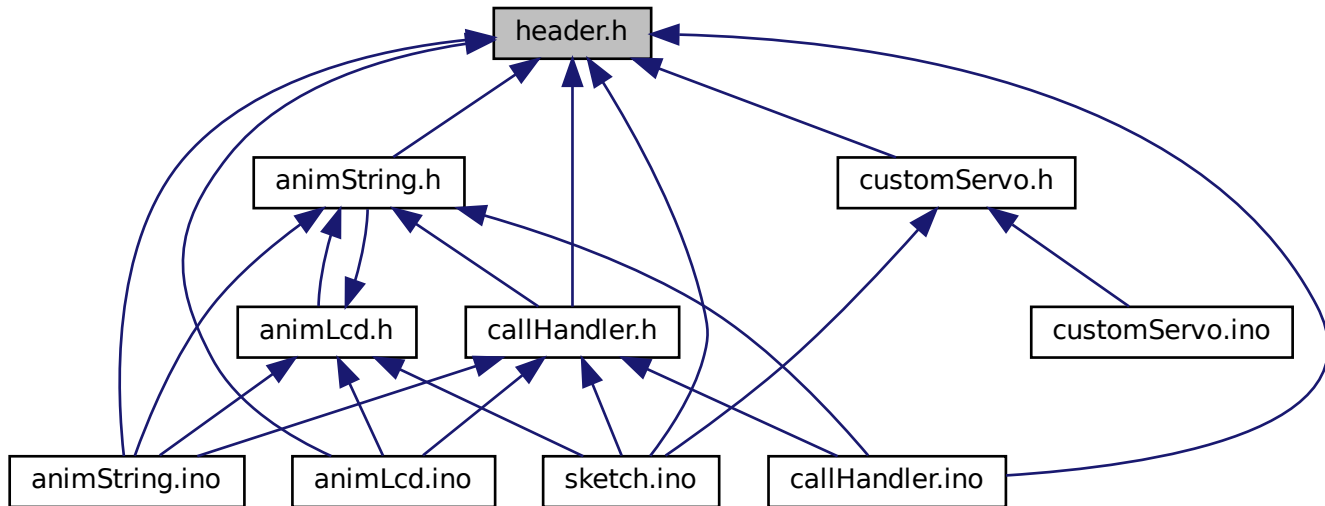 header.h
animString.h
customServo.h
animLcd.h
callHandler.h
customServo.ino
animString.ino
animLcd.ino
sketch.ino
callHandler.ino